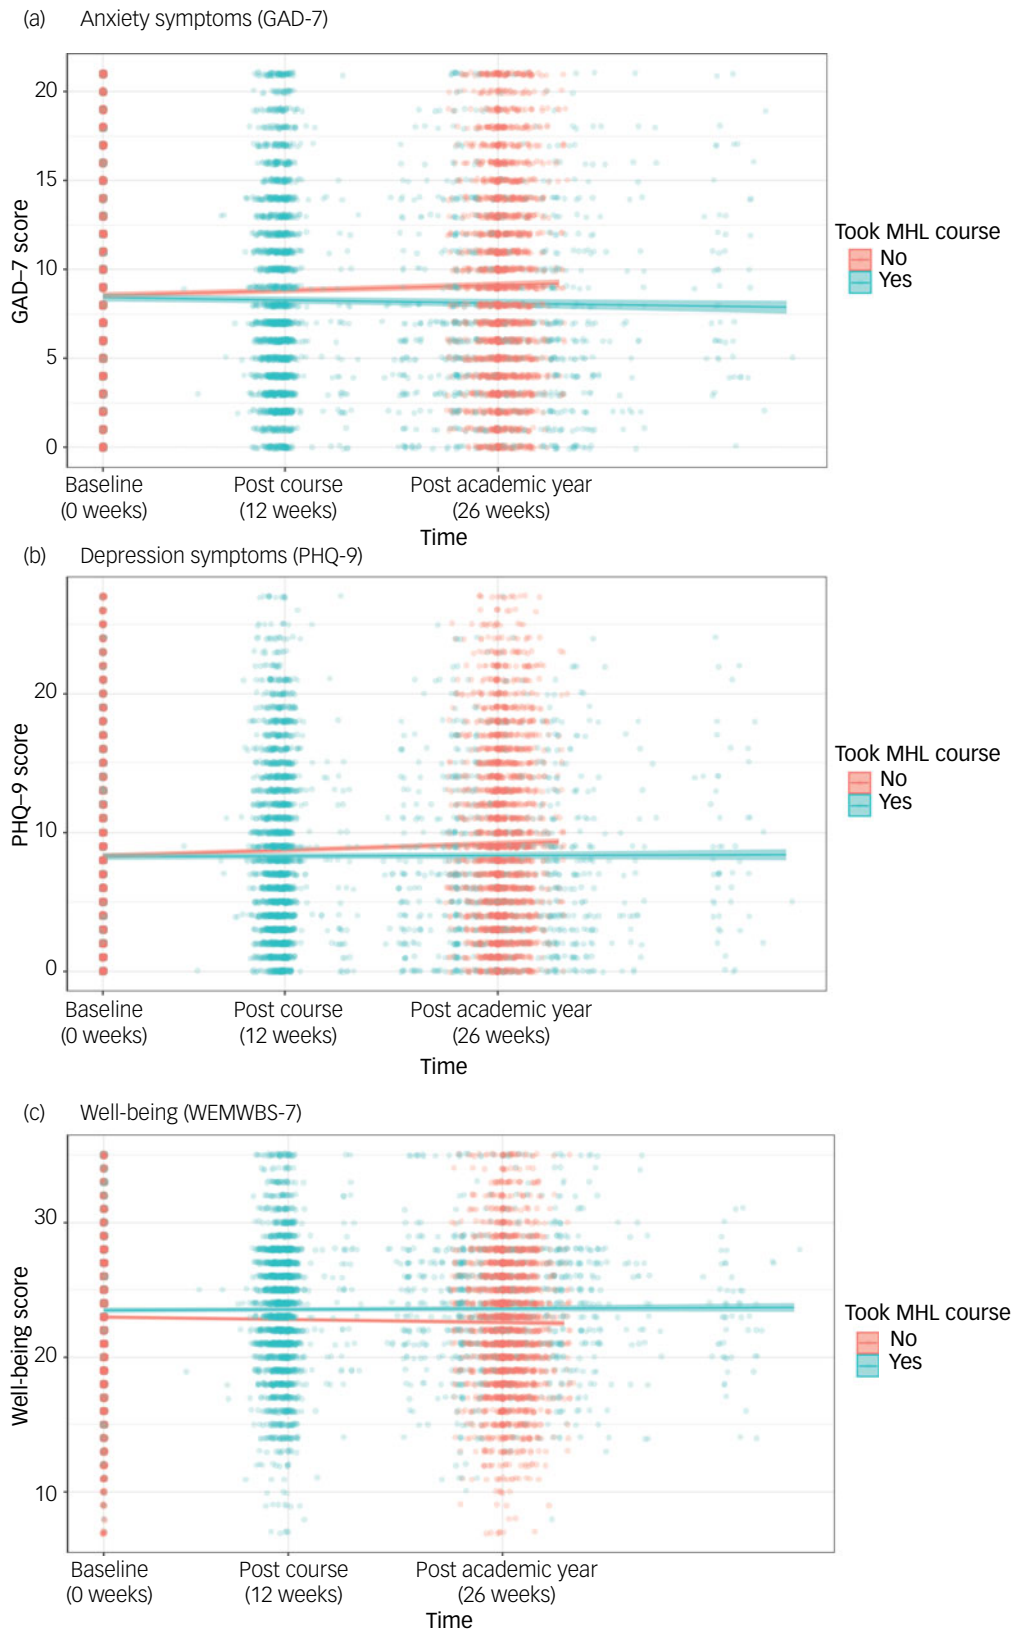 (a) Anxiety symptoms (GAD-7)
20
15
10
5
0
GAD–7 score
Took MHL course
No
Yes
Baseline
(0 weeks)
Post course
(12 weeks)
Post academic year
(26 weeks)
Time
(b) Depression symptoms (PHQ-9)
20
10
0
PHQ–9 score
Took MHL course
No
Yes
Baseline
(0 weeks)
Post course
(12 weeks)
Post academic year
(26 weeks)
Time
(c) Well-being (WEMWBS-7)
30
20
10
Well-being score
Took MHL course
No
Yes
Baseline
(0 weeks)
Post course
(12 weeks)
Post academic year
(26 weeks)
Time